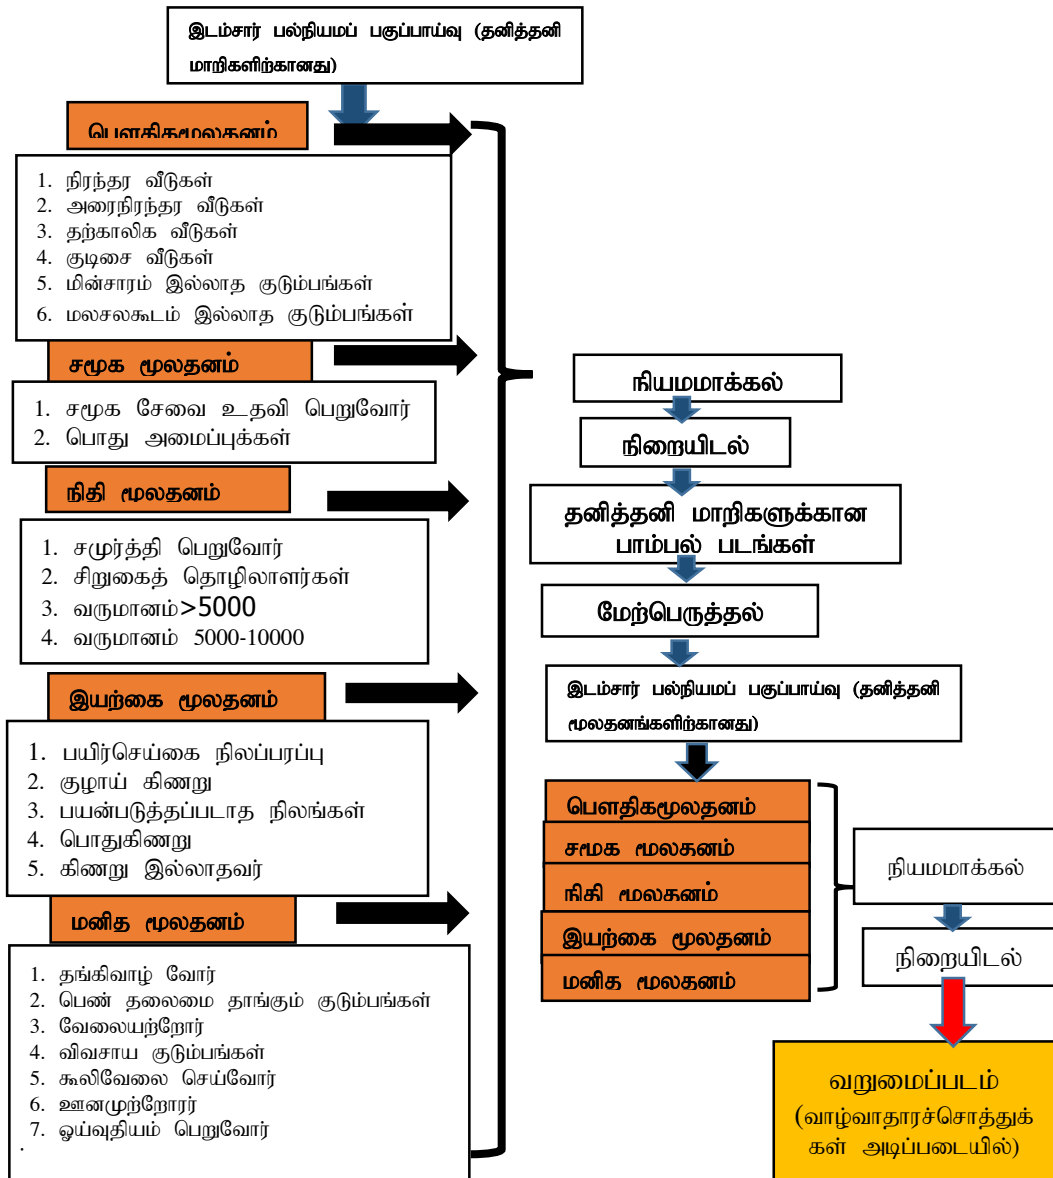 இடம்சார் பல்நியமப் பகுப்பாய்வு (தனித்தனி
மாறிகளிற்கானது)
பௌதிகமூலதனம்
1. நிரந்தர வீடுகள்
2. அரைநிரந்தர வீடுகள்
3. தற்காலிக வீடுகள்
4. குடிசை வீடுகள்
5. மின்சாரம் இல்லாத குடும்பங்கள்
6. மலசலகூடம் இல்லாத குடும்பங்கள்
சமூக மூலதனம்
1. சமூக சேவை உதவி பெறுவோர்
2. பொது அமைப்புக்கள்
நிதி மூலதனம்
1. சமுர்த்தி பெறுவோர்
2. சிறுகைத் தொழிலாளர்கள்
3. வருமானம்>5000
4. வருமானம் 5000-10000
இயற்கை மூலதனம்
1. பயிர்செய்கை நிலப்பரப்பு
2. குழாய் கிணறு
3. பயன்படுத்தப்படாத நிலங்கள்
4. பொதுகிணறு
5. கிணறு இல்லாதவர்
மனித மூலதனம்
1. தங்கிவாழ் வோர்
2. பெண் தலைமை தாங்கும் குடும்பங்கள்
3. வேலையற்றோர்
4. விவசாய குடும்பங்கள்
5. கூலிவேலை செய்வோர்
6. ஊனமுற்றோரர்
7. ஓய்வுதியம் பெறுவோர்
.
நியமமாக்கல்
நிறையிடல்
தனித்தனி மாறிகளுக்கான
பாம்பல் படங்கள்
மேற்பெருத்தல்
இடம்சார் பல்நியமப் பகுப்பாய்வு (தனித்தனி
மூலதனங்களிற்கானது)
பௌதிகமூலதனம்
சமூக மூலதனம்
நிதி மூலதனம்
இயற்கை மூலதனம்
மனித மூலதனம்
நியமமாக்கல்
நிறையிடல்
வறுமைப்படம்
(வாழ்வாதாரச்சொத்துக்
கள் அடிப்படையில்)